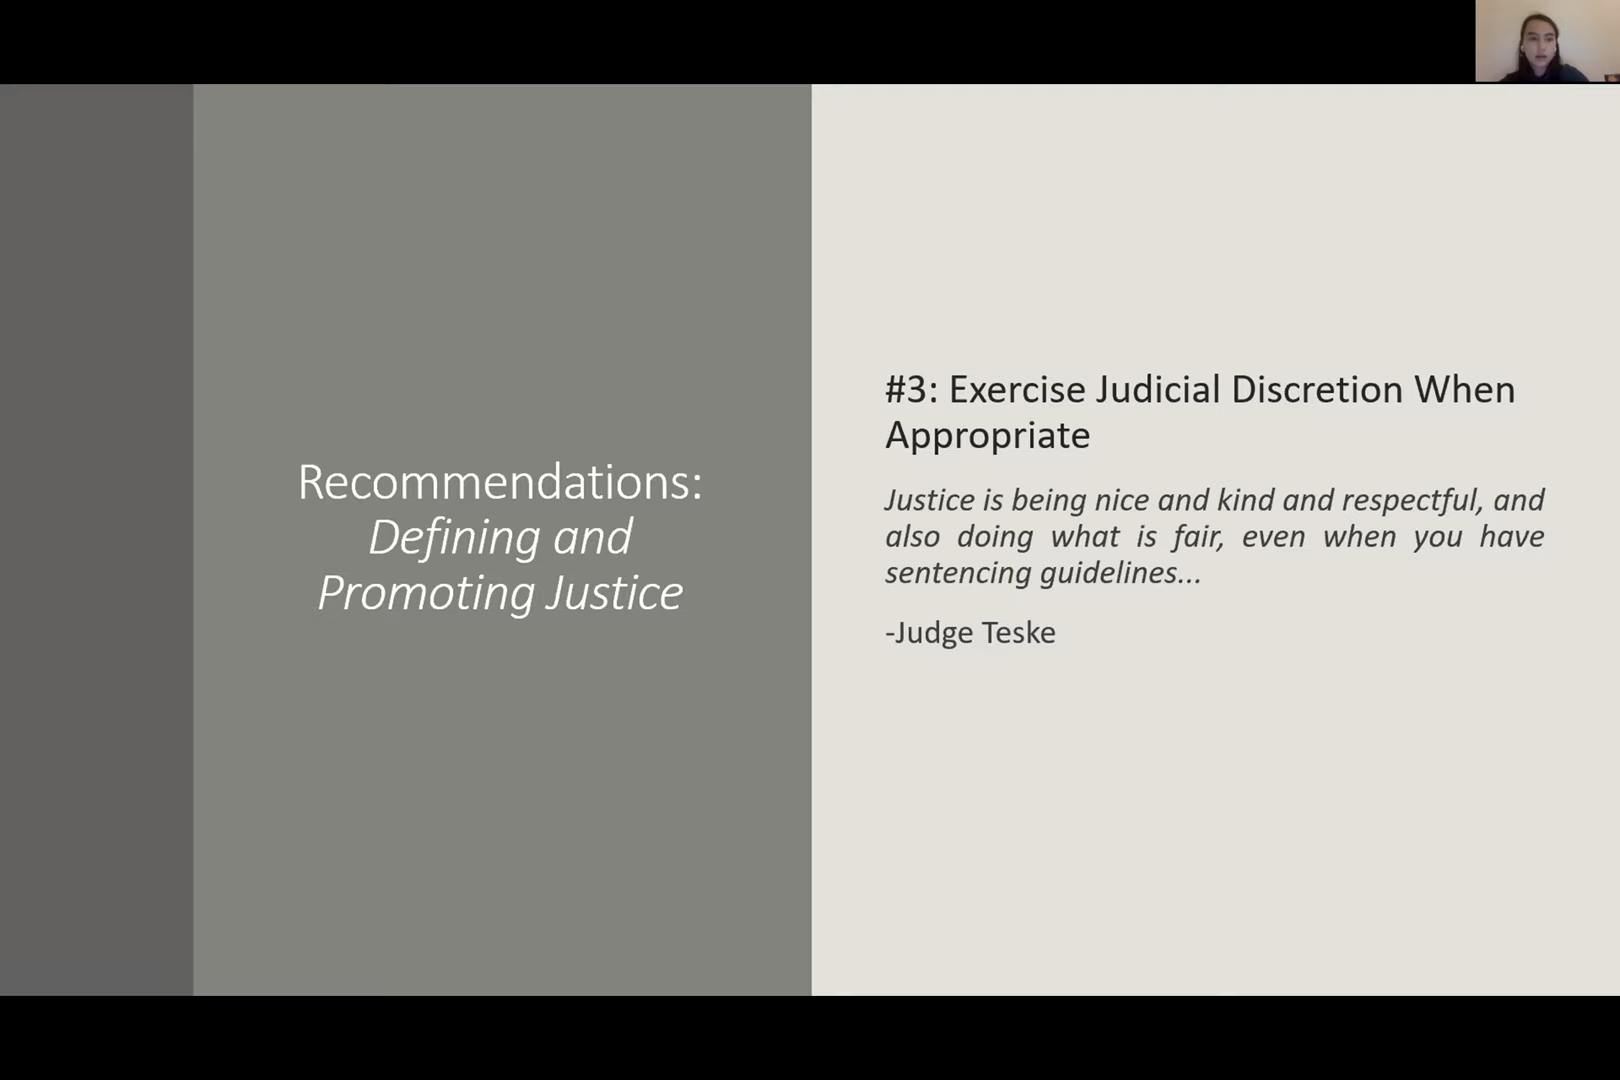 Recommendations:
Defining and
Promoting Justice
#3: Exercise Judicial Discretion When
Appropriate
Justice is being nice and kind and respectful, and
also doing what is fair, even when you have
sentencing guidelines...
-Judge Teske